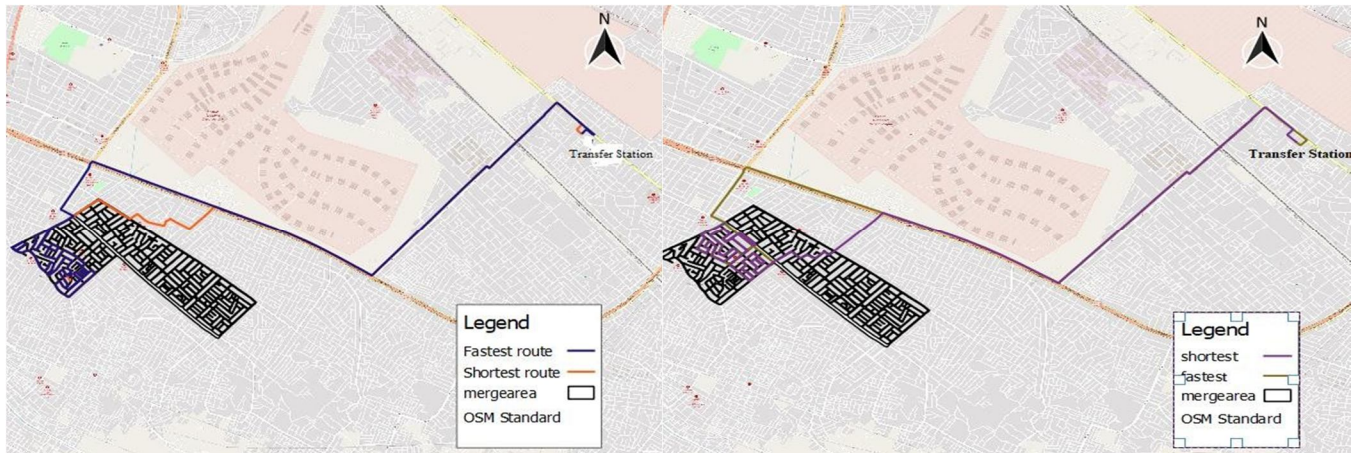 N
Transfer Station
Legend
Fastest route
Shortest route
mergearea
OSM Standard
N
Transfer Station
Legend
shortest
fastest
mergearea
OSM Standard